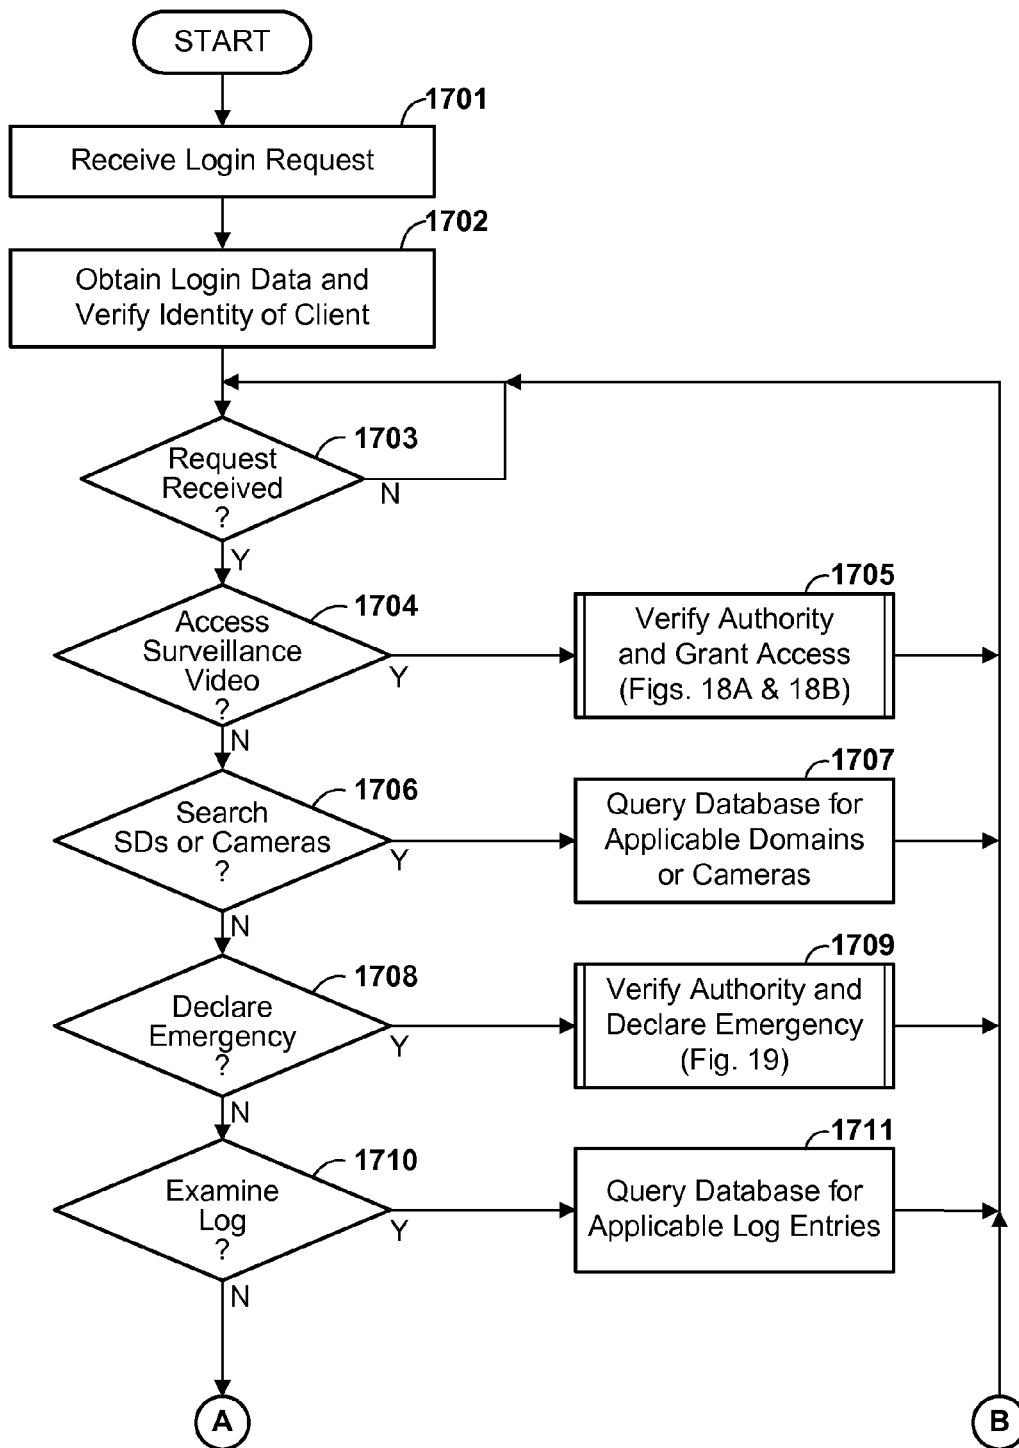 START
1701
Receive Login Request
1702
Obtain Login Data and
Verify Identity of Client
1703
Request
Received
?
N
Y
1704
Access
Surveillance
Video
?
Y
N
1705
Verify Authority
and Grant Access
(Figs. 18A & 18B)
1706
Search
SDs or Cameras
?
Y
N
1707
Query Database for
Applicable Domains
or Cameras
1708
Declare
Emergency
?
Y
N
1709
Verify Authority and
Declare Emergency
(Fig. 19)
1710
Examine
Log
?
Y
N
1711
Query Database for
Applicable Log Entries
A
B